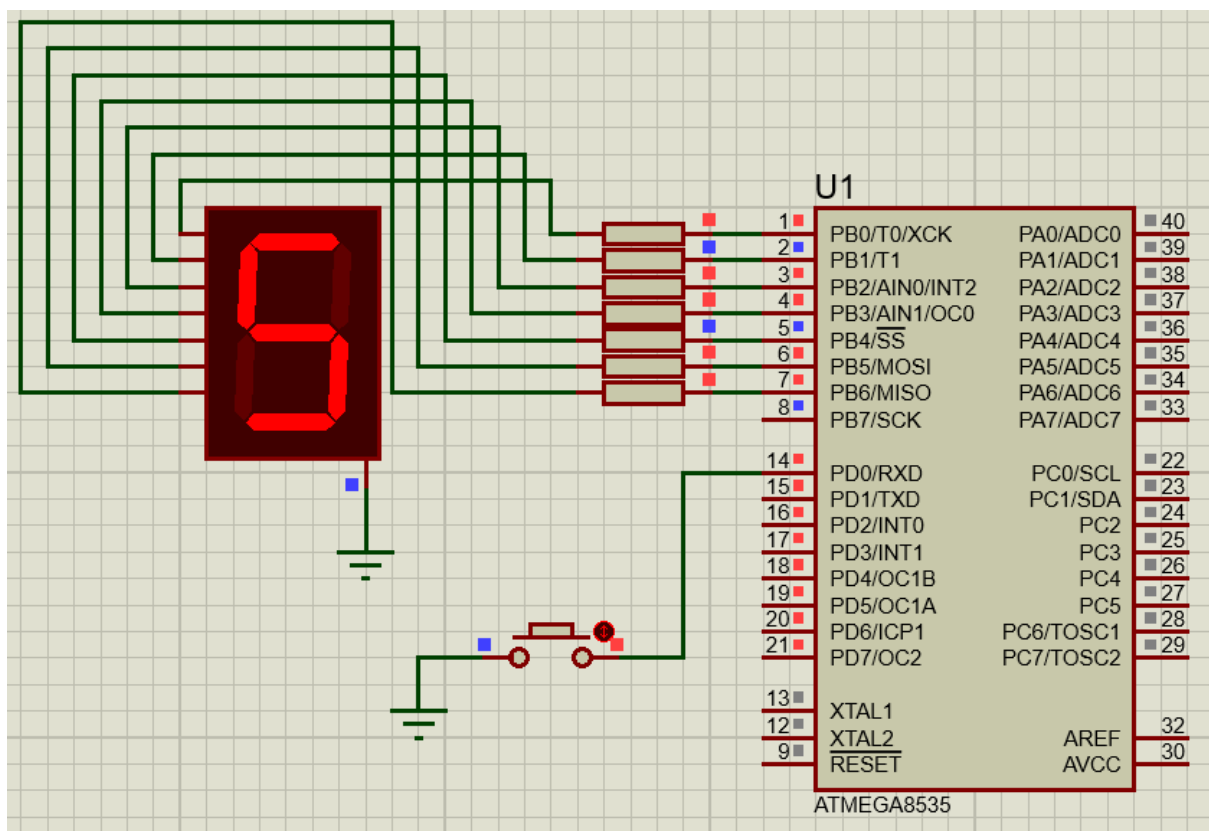 U1
1 PB0/T0/XCK PA0/ADC0 40
2 PB1/T1 PA1/ADC1 39
3 PB2/AIN0/INT2 PA2/ADC2 38
4 PB3/AIN1/OC0 PA3/ADC3 37
5 PB4/SS PA4/ADC4 36
6 PB5/MOSI PA5/ADC5 35
7 PB6/MISO PA6/ADC6 34
8 PB7/SCK PA7/ADC7 33
14 PD0/RXD PC0/SCL 22
15 PD1/TXD PC1/SDA 23
16 PD2/INT0 PC2 24
17 PD3/INT1 PC3 25
18 PD4/OC1B PC4 26
19 PD5/OC1A PC5 27
20 PD6/ICP1 PC6/TOSC1 28
21 PD7/OC2 PC7/TOSC2 29
13 XTAL1
12 XTAL2 AREF 32
9 RESET AVCC 30
ATMEGA8535
5